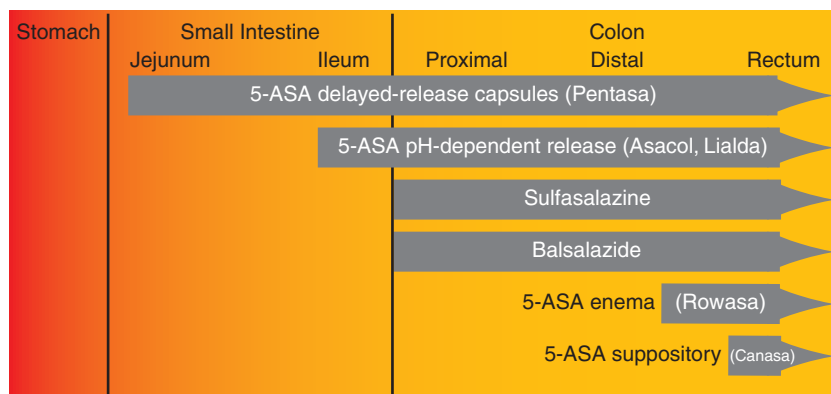 Stomach Small Intestine Colon
Jejunum Ileum Proximal Distal Rectum
5-ASA delayed-release capsules (Pentasa)
5-ASA pH-dependent release (Asacol, Lialda)
Sulfasalazine
Balsalazide
5-ASA enema (Rowasa)
5-ASA suppository (Canasa)